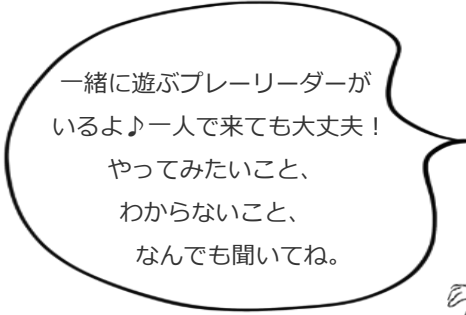 一緒に遊ぶプレーリーダーが
いるよ♪一人で来ても大丈夫！
やってみたいこと、
わからないこと、
なんでも聞いてね。